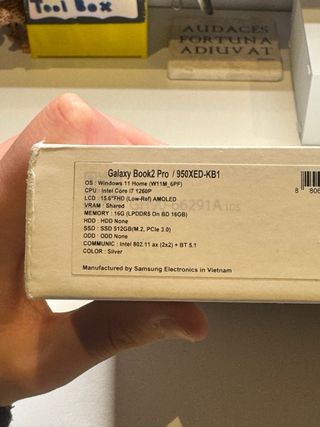 Tool Box
AUDACES
FORTUNA
ADIUVAT
Galaxy Book2 Pro / 950XED-KB1
OS : Windows 11 Home (W11M_6PF)
CPU : Intel Core i7 1260P
LCD : 15.6"FHD (Low-Ref) AMOLED
VRAM : Shared
MEMORY : 16G (LPDDR5 On BD 16GB)
HDD : HDD None
SSD : SSD 512GB(M.2, PCIe 3.0)
ODD : ODD None
COMMUNIC : Intel 802.11 ax (2x2) + BT 5.1
COLOR : Silver
Manufactured by Samsung Electronics in Vietnam
8 806